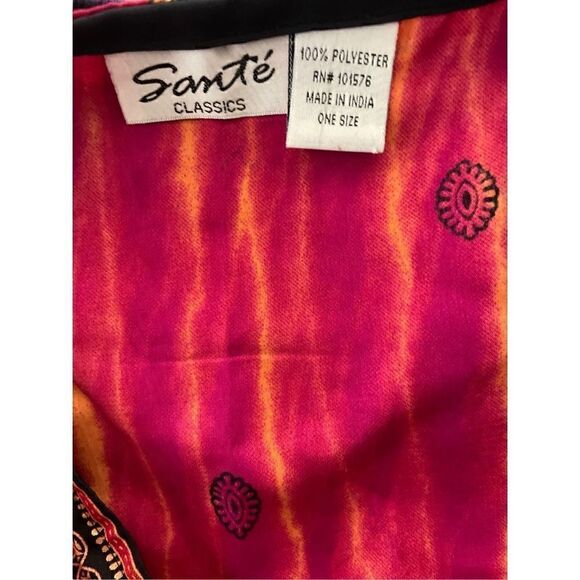 Santé
CLASSICS
100% POLYESTER
RN# 101576
MADE IN INDIA
ONE SIZE